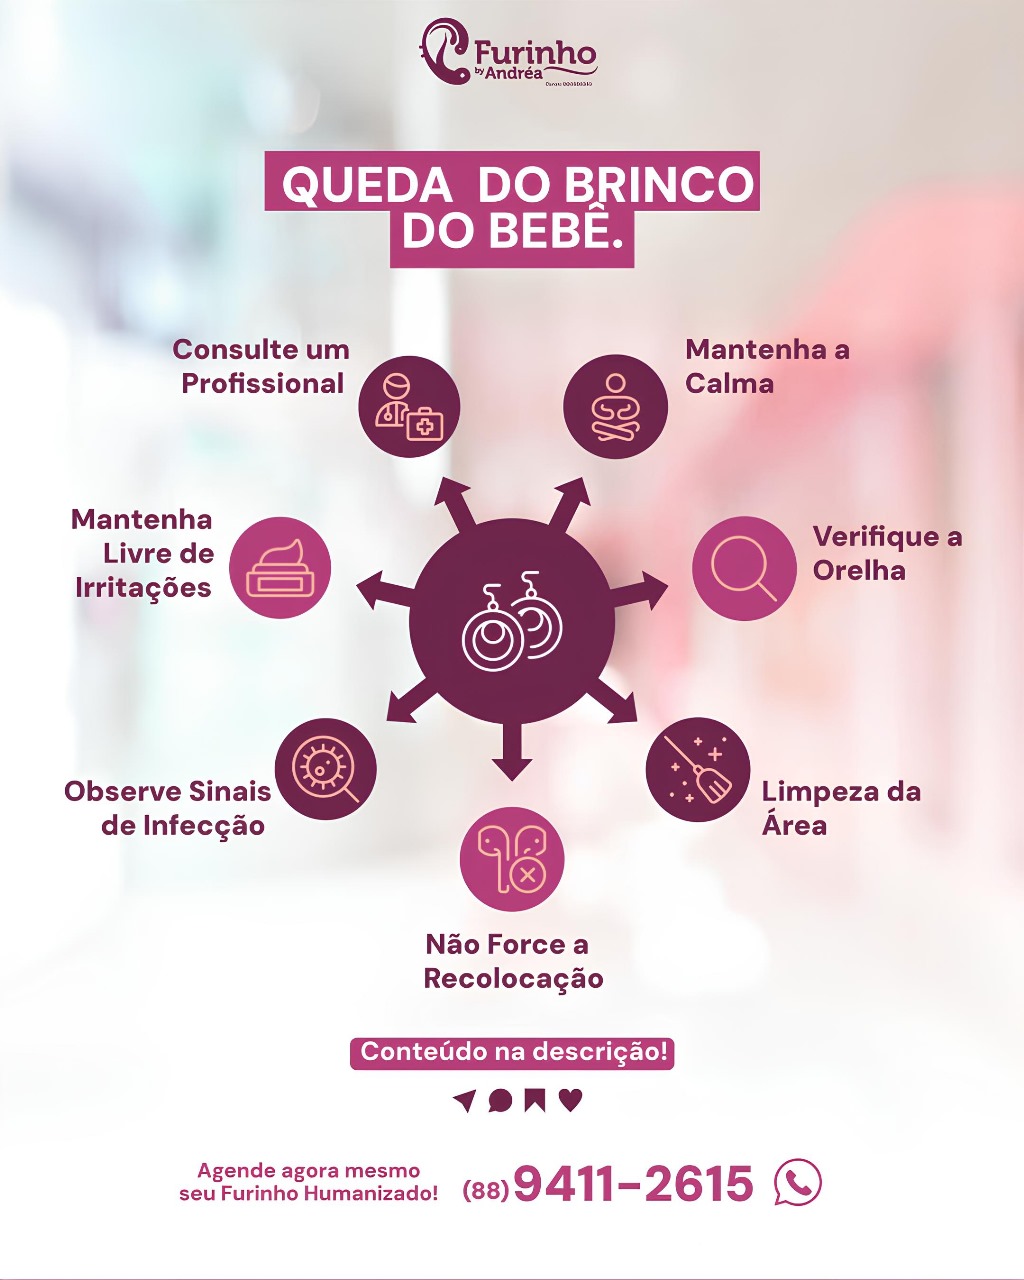 Furinho
by Andréa
QUEDA DO BRINCO
DO BEBÊ.
Consulte um
Profissional
Mantenha a
Calma
Mantenha
Livre de
Irritações
Verifique a
Orelha
Observe Sinais
de Infecção
Limpeza da
Área
Não Force a
Recolocação
Conteúdo na descrição!
Agende agora mesmo
seu Furinho Humanizado!
(88) 9411-2615